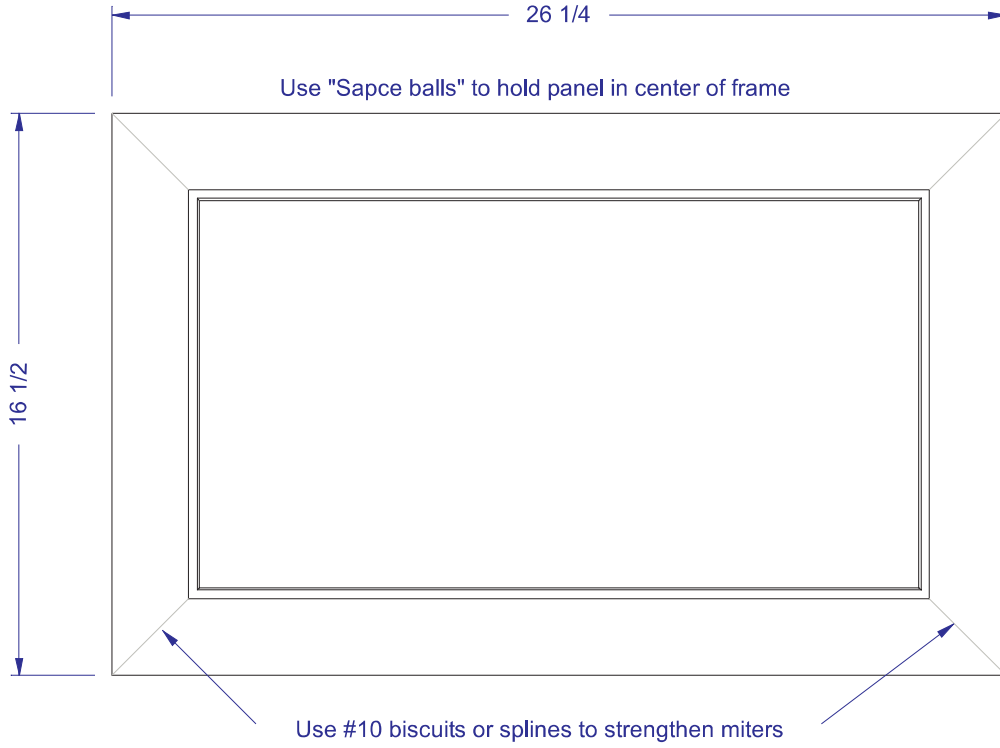 26 1/4
Use "Sapce balls" to hold panel in center of frame
16 1/2
Use #10 biscuits or splines to strengthen miters